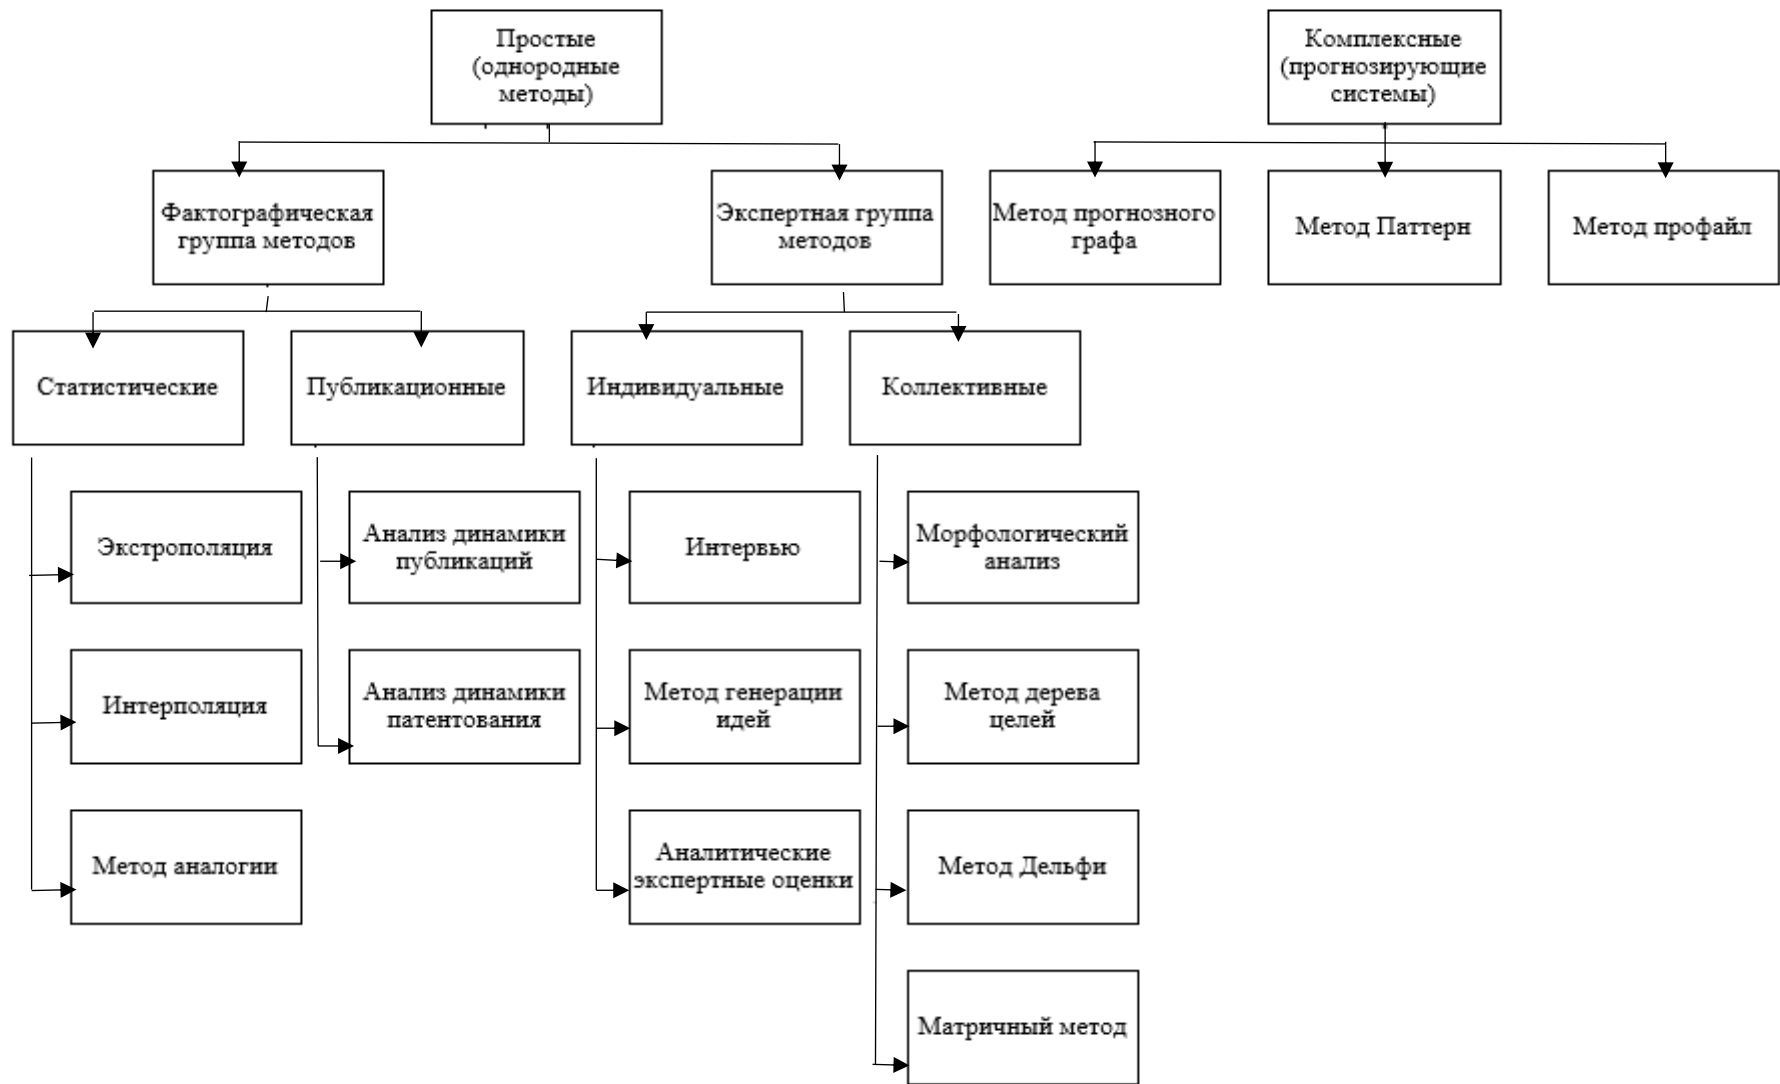 Простые
(однородные
методы)
Комплексные
(прогнозирующие
системы)
Фактографическая
группа методов
Экспертная группа
методов
Метод прогнозного
графа
Метод Паттерн
Метод профайл
Статистические
Публикационные
Индивидуальные
Коллективные
Экстрополяция
Анализ динамики
публикаций
Интервью
Морфологический
анализ
Интерполяция
Анализ динамики
патентования
Метод генерации
идей
Метод дерева
целей
Метод аналогии
Аналитические
экспертные оценки
Метод Дельфи
Матричный метод